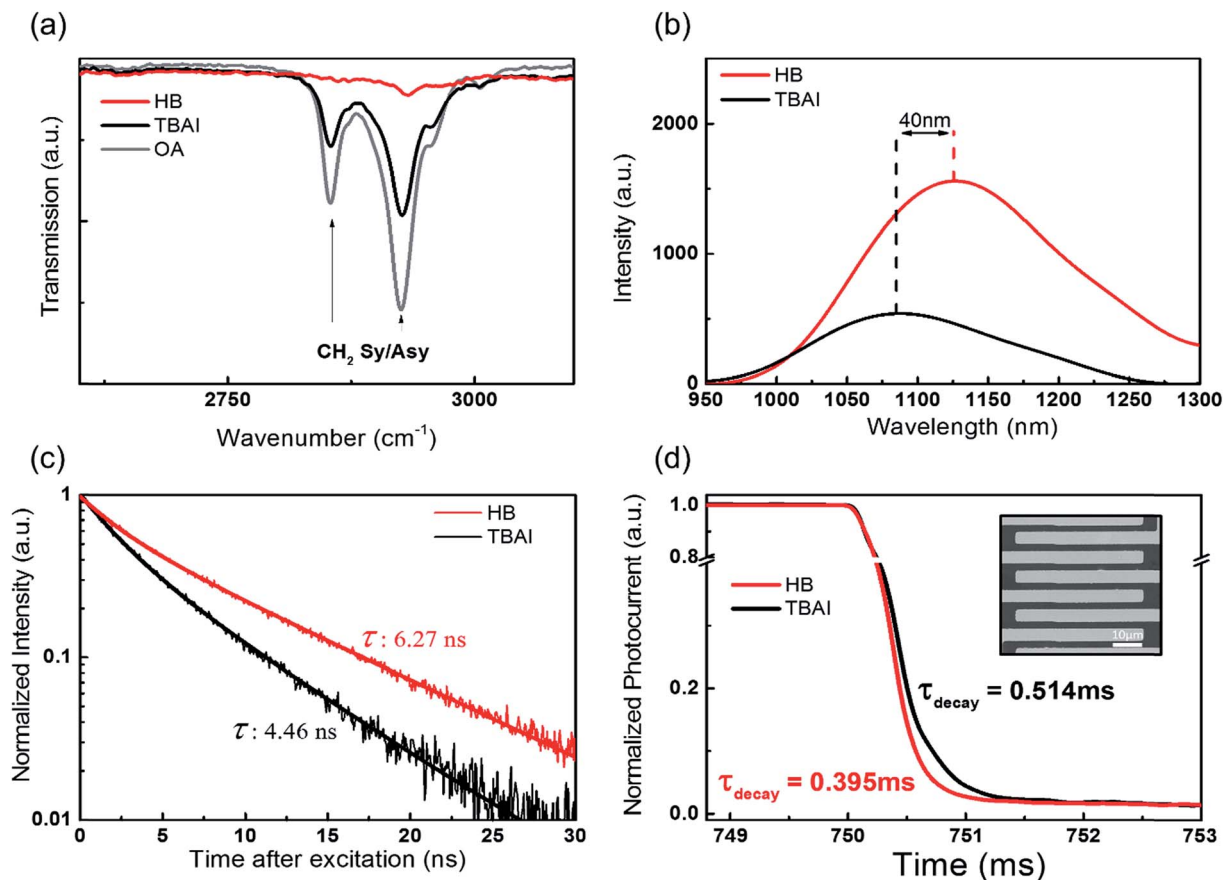 (a)
Transmission (a.u.)
HB
TBAI
OA
CH₂ Sy/Asy
2750
3000
Wavenumber (cm⁻¹)
(b)
Intensity (a.u.)
HB
TBAI
40nm
2000
1000
0
950
1000
1050
1100
1150
1200
1250
1300
Wavelength (nm)
(c)
Normalized Intensity (a.u.)
HB
TBAI
τ : 6.27 ns
τ : 4.46 ns
1
0.1
0.01
0
5
10
15
20
25
30
Time after excitation (ns)
(d)
Normalized Photocurrent (a.u.)
1.0
0.8
0.2
0.0
HB
TBAI
10μm
τdecay = 0.514ms
τdecay = 0.395ms
749
750
751
752
753
Time (ms)